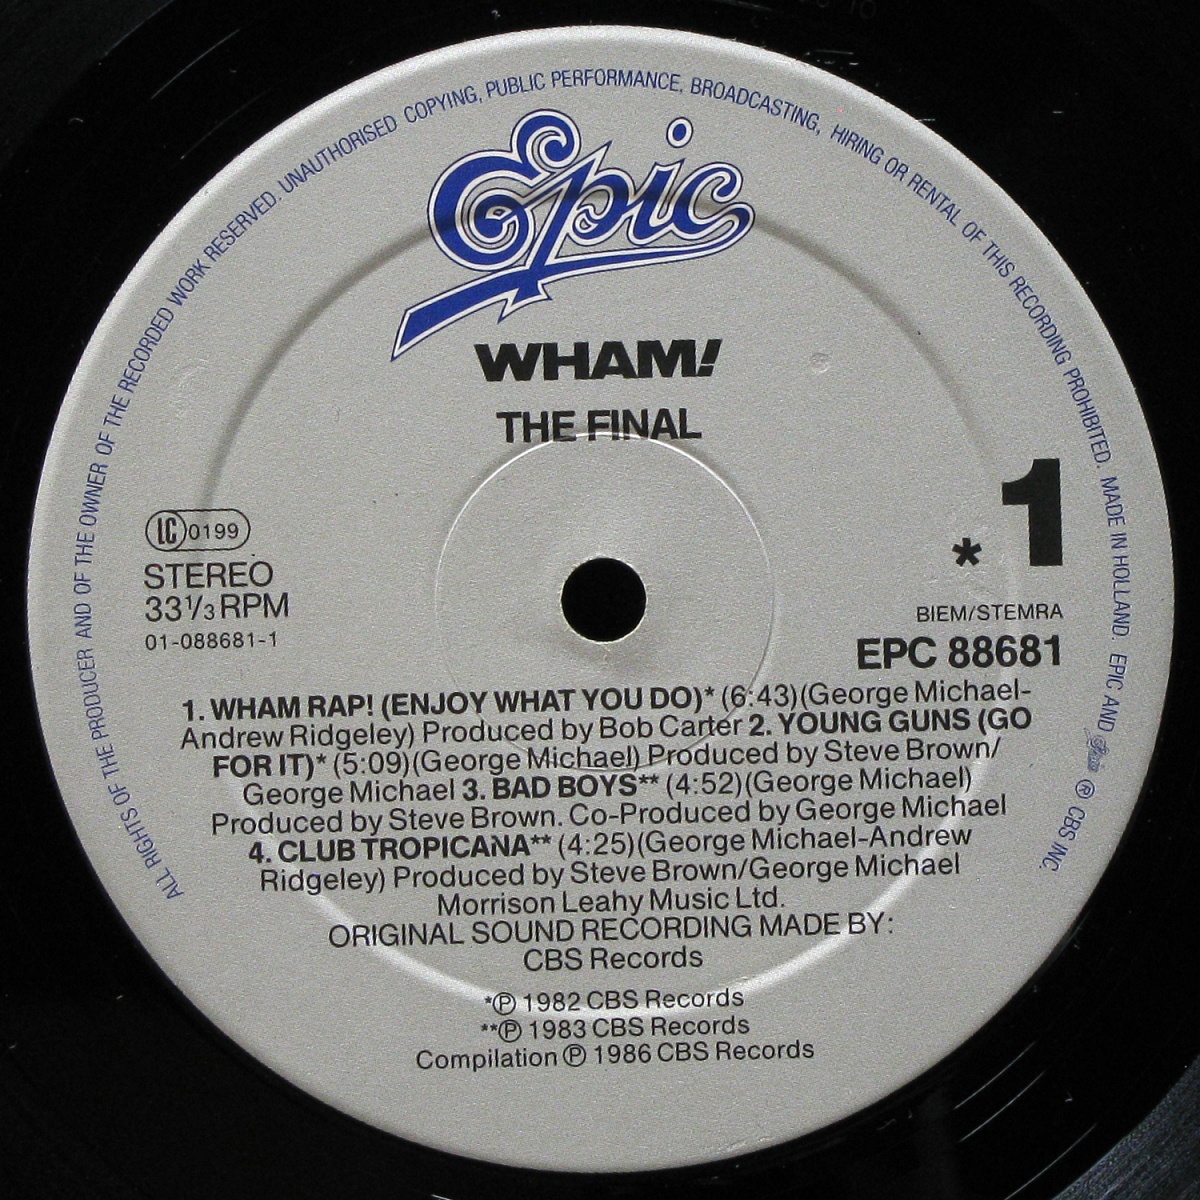 ALL RIGHTS OF THE PRODUCER AND OF THE OWNER OF THE RECORDED WORK RESERVED. UNAUTHORISED COPYING, PUBLIC PERFORMANCE, BROADCASTING, HIRING OR RENTAL OF THIS RECORDING PROHIBITED. MADE IN HOLLAND. EPIC AND Epic ℗ CBS INC.
Epic
WHAM!
THE FINAL
LC 0199
STEREO
33⅓ RPM
01-088681-1
* 1
BIEM/STEMRA
EPC 88681
1. WHAM RAP! (ENJOY WHAT YOU DO)* (6:43)(George Michael-
Andrew Ridgeley) Produced by Bob Carter 2. YOUNG GUNS (GO
FOR IT)* (5:09)(George Michael) Produced by Steve Brown/
George Michael 3. BAD BOYS** (4:52)(George Michael)
Produced by Steve Brown. Co-Produced by George Michael
4. CLUB TROPICANA** (4:25)(George Michael-Andrew
Ridgeley) Produced by Steve Brown/George Michael
Morrison Leahy Music Ltd.
ORIGINAL SOUND RECORDING MADE BY:
CBS Records
*℗ 1982 CBS Records
**℗ 1983 CBS Records
Compilation ℗ 1986 CBS Records